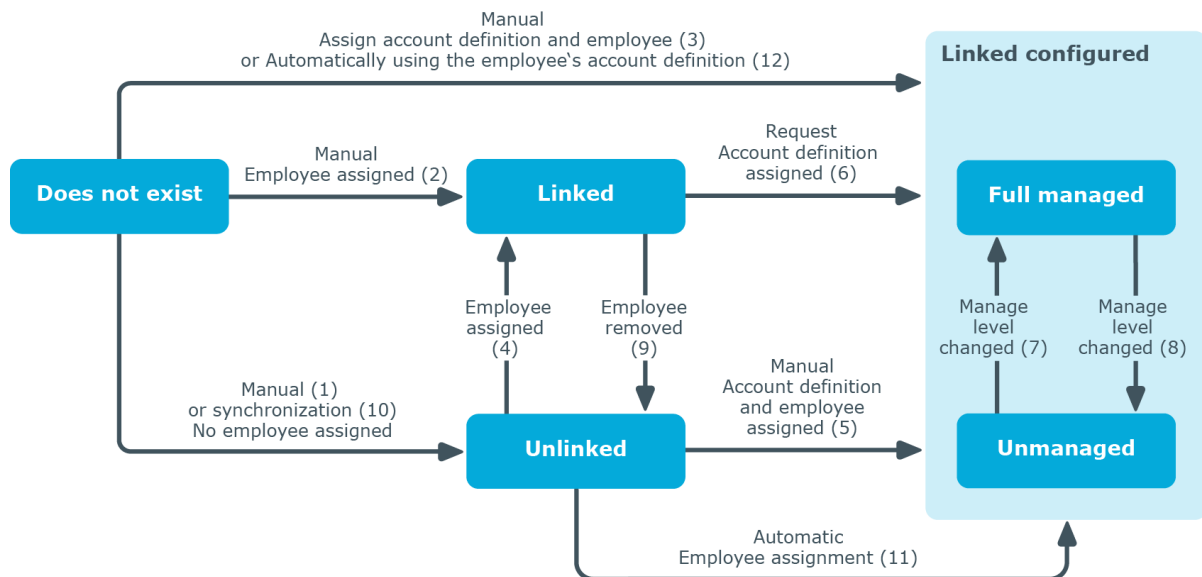 Manual
Assign account definition and employee (3)
or Automatically using the employee‘s account definition (12)
Linked configured
Manual
Employee assigned (2)
Request
Account definition
assigned (6)
Does not exist
Linked
Full managed
Employee
assigned
(4)
Employee
removed
(9)
Manage
level
changed (7)
Manage
level
changed (8)
Manual (1)
or synchronization (10)
No employee assigned
Manual
Account definition
and employee
assigned (5)
Unlinked
Unmanaged
Automatic
Employee assignment (11)